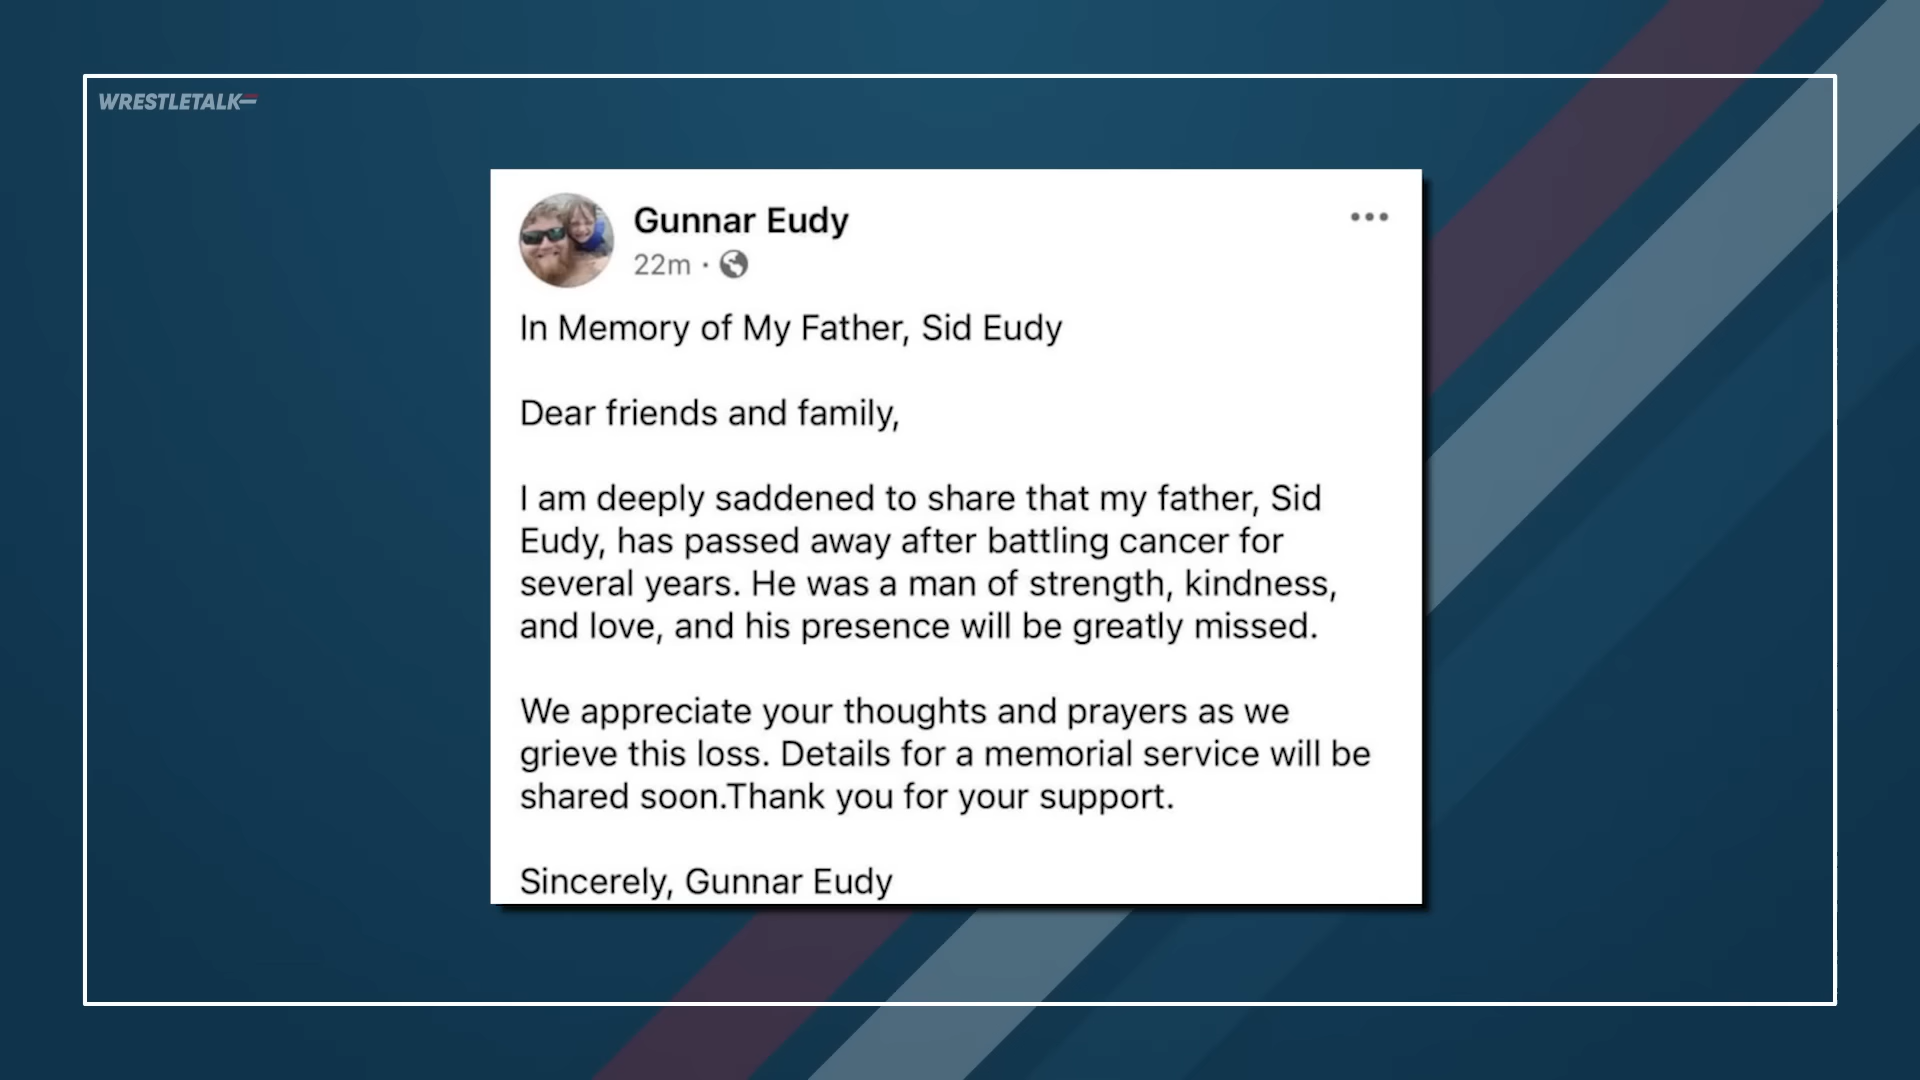 WRESTLETALK
Gunnar Eudy
22m ·
In Memory of My Father, Sid Eudy
Dear friends and family,
I am deeply saddened to share that my father, Sid
Eudy, has passed away after battling cancer for
several years. He was a man of strength, kindness,
and love, and his presence will be greatly missed.
We appreciate your thoughts and prayers as we
grieve this loss. Details for a memorial service will be
shared soon.Thank you for your support.
Sincerely, Gunnar Eudy